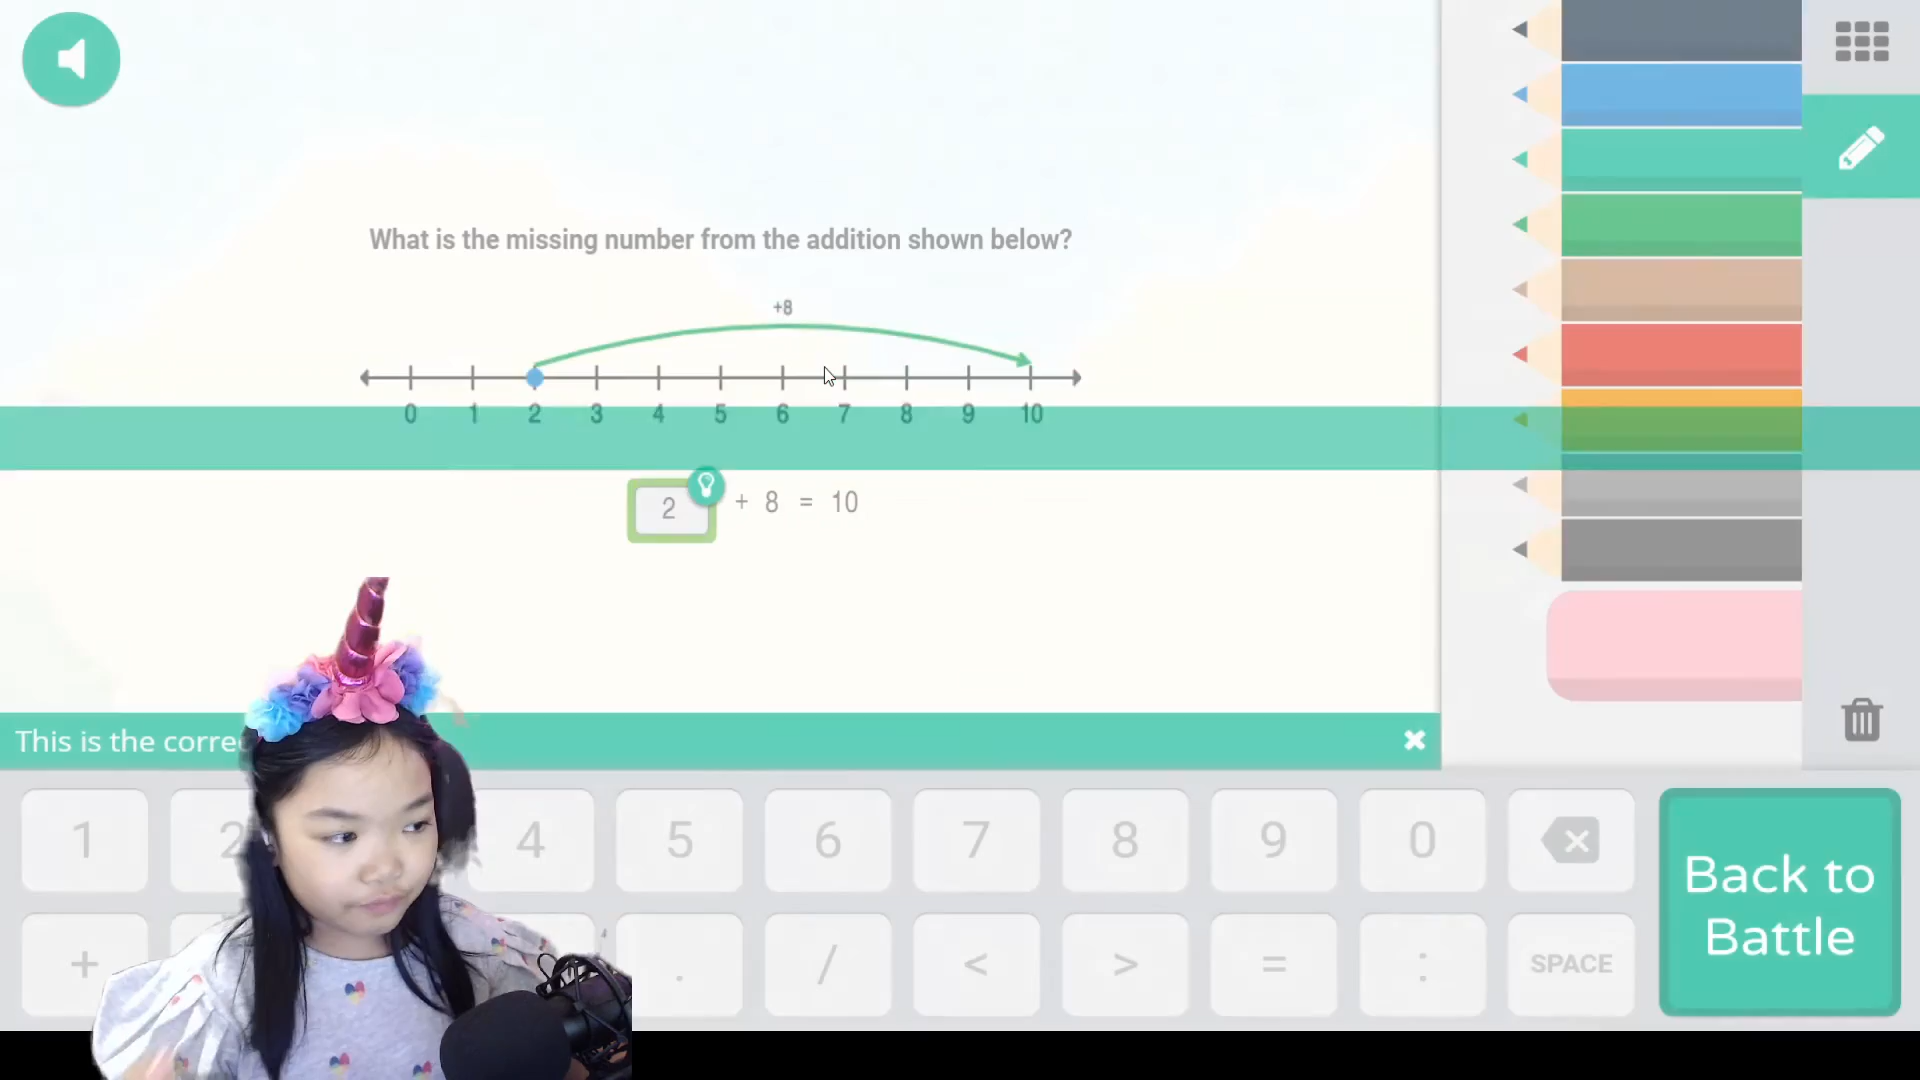 What is the missing number from the addition shown below?
+8
0 1 2 3 4 5 6 7 8 9 10
2 + 8 = 10
This is the
1 2 4 5 6 7 8 9 0
+ . / < > = : SPACE
Back to
Battle